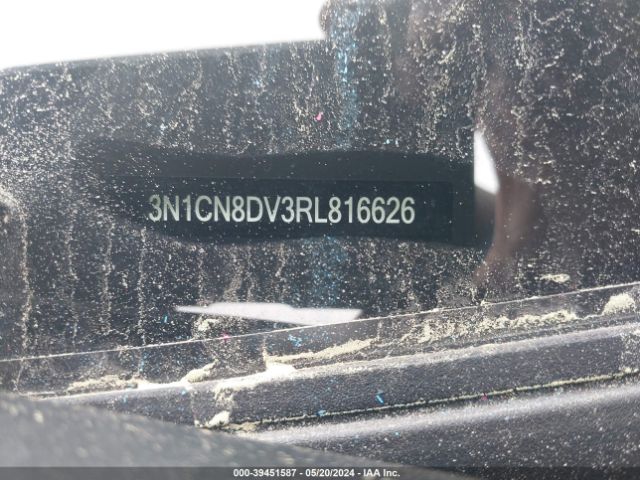 3N1CN8DV3RL816626
000-39451587 - 05/20/2024 - IAA Inc.